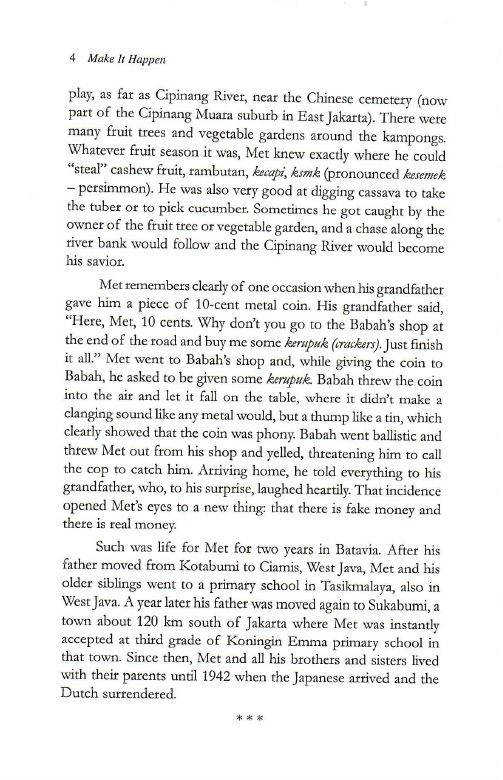 4 Make It Happen
play, as far as Cipinang River, near the Chinese cemetery (now
part of the Cipinang Muara suburb in East Jakarta). There were
many fruit trees and vegetable gardens around the kampongs.
Whatever fruit season it was, Met knew exactly where he could
“steal” cashew fruit, rambutan, kecapi, ksmk (pronounced kesemek
– persimmon). He was also very good at digging cassava to take
the tuber or to pick cucumber. Sometimes he got caught by the
owner of the fruit tree or vegetable garden, and a chase along the
river bank would follow and the Cipinang River would become
his savior.
Met remembers clearly of one occasion when his grandfather
gave him a piece of 10-cent metal coin. His grandfather said,
“Here, Met, 10 cents. Why don’t you go to the Babah’s shop at
the end of the road and buy me some kerupuk (crackers). Just finish
it all.” Met went to Babah’s shop and, while giving the coin to
Babah, he asked to be given some kerupuk. Babah threw the coin
into the air and let it fall on the table, where it didn’t make a
clanging sound like any metal would, but a thump like a tin, which
clearly showed that the coin was phony. Babah went ballistic and
threw Met out from his shop and yelled, threatening him to call
the cop to catch him. Arriving home, he told everything to his
grandfather, who, to his surprise, laughed heartily. That incidence
opened Met’s eyes to a new thing: that there is fake money and
there is real money.
Such was life for Met for two years in Batavia. After his
father moved from Kotabumi to Ciamis, West Java, Met and his
older siblings went to a primary school in Tasikmalaya, also in
West Java. A year later his father was moved again to Sukabumi, a
town about 120 km south of Jakarta where Met was instantly
accepted at third grade of Koningin Emma primary school in
that town. Since then, Met and all his brothers and sisters lived
with their parents until 1942 when the Japanese arrived and the
Dutch surrendered.
***